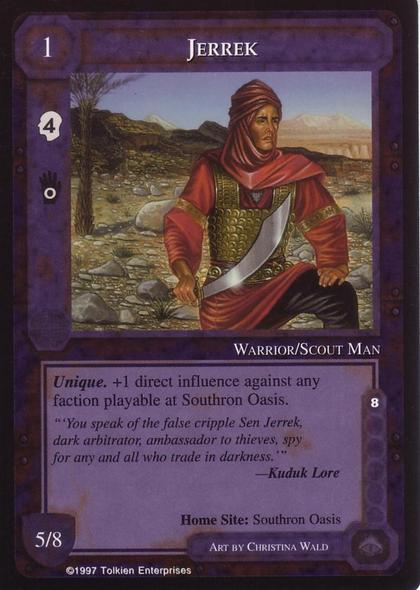 1
JERREK
4
0
WARRIOR/SCOUT MAN
Unique. +1 direct influence against any
faction playable at Southron Oasis.
8
“‘You speak of the false cripple Sen Jerrek,
dark arbitrator, ambassador to thieves, spy
for any and all who trade in darkness.’”
—Kuduk Lore
Home Site: Southron Oasis
5/8
ART BY CHRISTINA WALD
©1997 Tolkien Enterprises